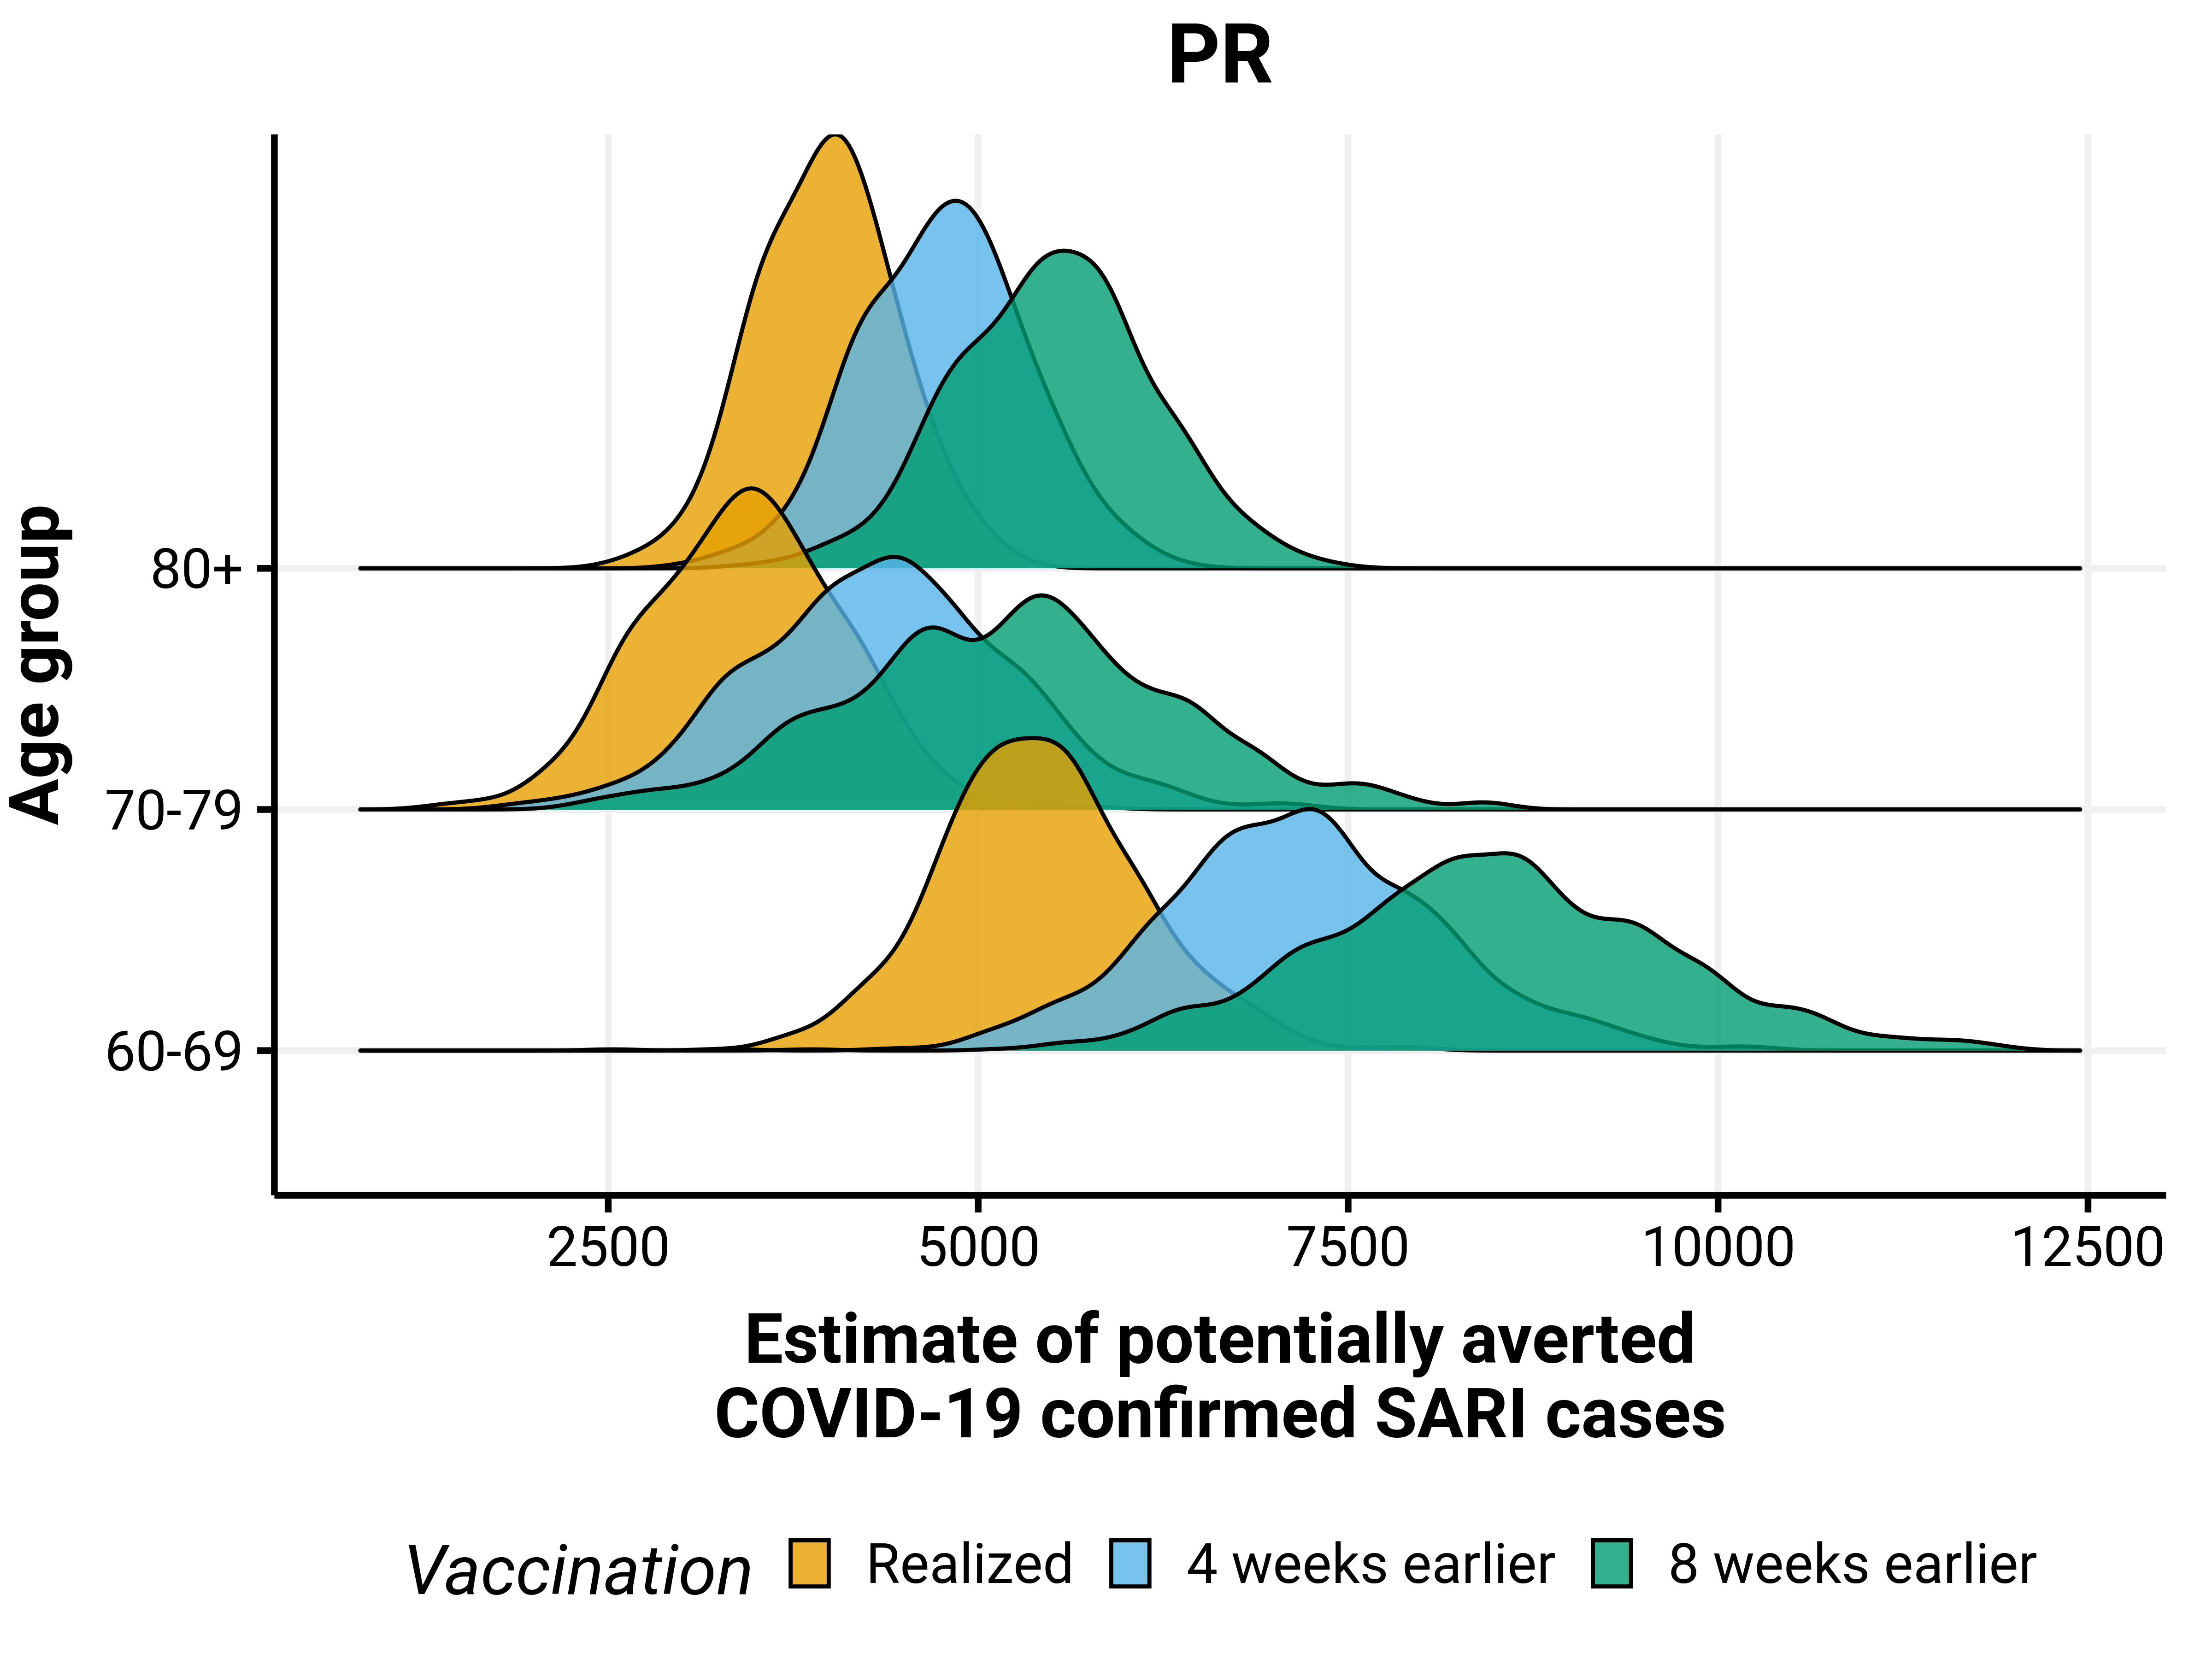 PR
Age group
80+
70-79
60-69
2500 5000 7500 10000 12500
Estimate of potentially averted
COVID-19 confirmed SARI cases
Vaccination Realized 4 weeks earlier 8 weeks earlier